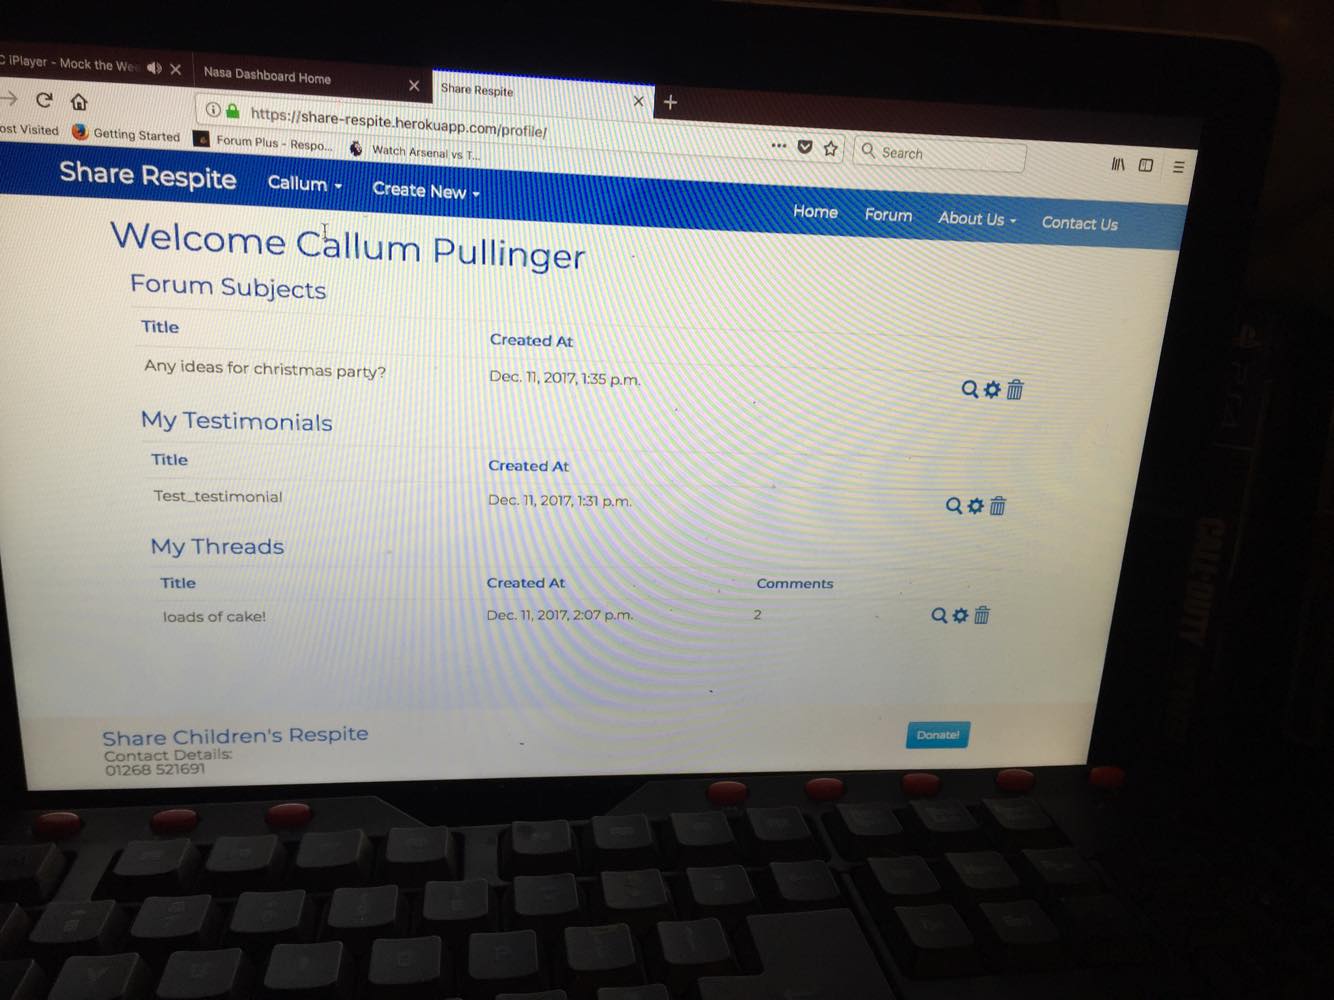 C iPlayer - Mock the We
Nasa Dashboard Home
Share Respite
https://share-respite.herokuapp.com/profile/
Search
ost Visited
Getting Started
Forum Plus - Respo...
Watch Arsenal vs T...
Share Respite
Callum
Create New
Home
Forum
About Us
Contact Us
Welcome Callum Pullinger
Forum Subjects
Title
Created At
Any ideas for christmas party?
Dec. 11, 2017, 1:35 p.m.
My Testimonials
Title
Created At
Test_testimonial
Dec. 11, 2017, 1:31 p.m.
My Threads
Title
Created At
Comments
loads of cake!
Dec. 11, 2017, 2:07 p.m.
2
Share Children's Respite
Contact Details:
01268 521691
Donate!